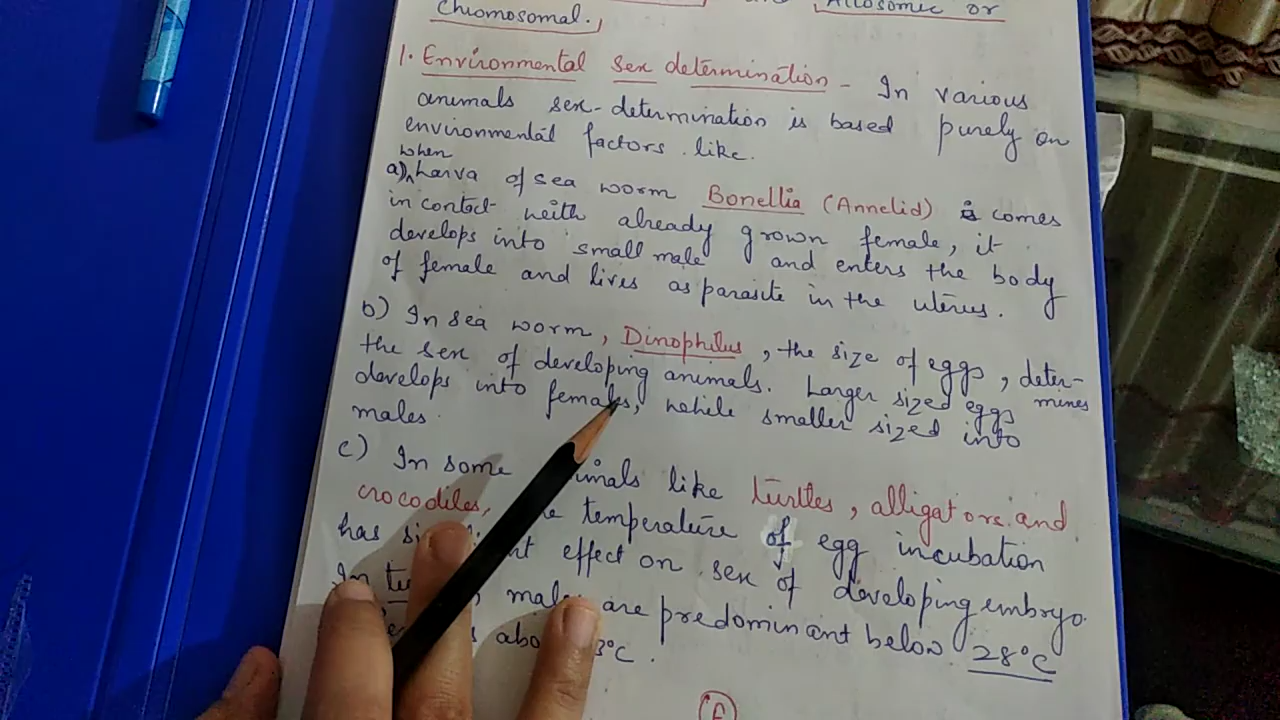 Allosomic or
Chromosomal.
1. Environmental sex determination - In various
animals sex-determination is based purely on
environmental factors like.
when
a) Larva of sea worm Bonellia (Annelid) comes
in contact with already grown female, it
develops into small male and enters the body
of female and lives as parasite in the uterus.
b) In sea worm, Dinophilus, the size of eggs, deter-
mines
the sex of developing animals. Larger sized eggs
develops into females, while smaller sized into
males.
c) In some like turtles, alligators and
crocodiles, temperature of egg incubation
has effect on sex of developing embryo.
In males are predominant below 28°C
3°C.